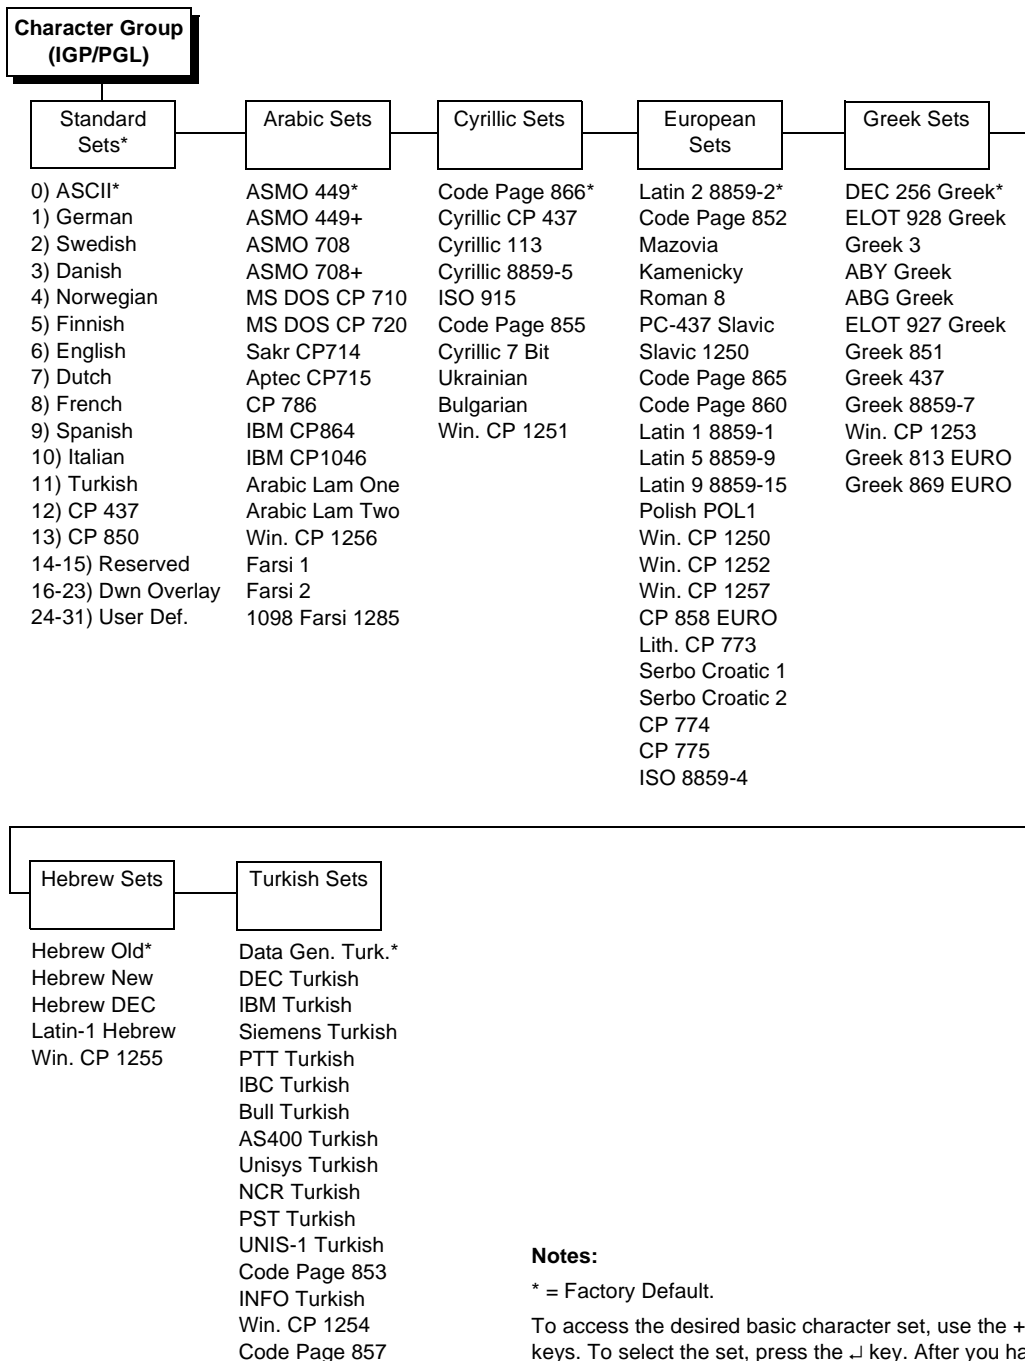 Character Group
(IGP/PGL)
Standard
Sets*
0) ASCII*
1) German
2) Swedish
3) Danish
4) Norwegian
5) Finnish
6) English
7) Dutch
8) French
9) Spanish
10) Italian
11) Turkish
12) CP 437
13) CP 850
14-15) Reserved
16-23) Dwn Overlay
24-31) User Def.
Arabic Sets
ASMO 449*
ASMO 449+
ASMO 708
ASMO 708+
MS DOS CP 710
MS DOS CP 720
Sakr CP714
Aptec CP715
CP 786
IBM CP864
IBM CP1046
Arabic Lam One
Arabic Lam Two
Win. CP 1256
Farsi 1
Farsi 2
1098 Farsi 1285
Cyrillic Sets
Code Page 866*
Cyrillic CP 437
Cyrillic 113
Cyrillic 8859-5
ISO 915
Code Page 855
Cyrillic 7 Bit
Ukrainian
Bulgarian
Win. CP 1251
European
Sets
Latin 2 8859-2*
Code Page 852
Mazovia
Kamenicky
Roman 8
PC-437 Slavic
Slavic 1250
Code Page 865
Code Page 860
Latin 1 8859-1
Latin 5 8859-9
Latin 9 8859-15
Polish POL1
Win. CP 1250
Win. CP 1252
Win. CP 1257
CP 858 EURO
Lith. CP 773
Serbo Croatic 1
Serbo Croatic 2
CP 774
CP 775
ISO 8859-4
Greek Sets
DEC 256 Greek*
ELOT 928 Greek
Greek 3
ABY Greek
ABG Greek
ELOT 927 Greek
Greek 851
Greek 437
Greek 8859-7
Win. CP 1253
Greek 813 EURO
Greek 869 EURO
Hebrew Sets
Hebrew Old*
Hebrew New
Hebrew DEC
Latin-1 Hebrew
Win. CP 1255
Turkish Sets
Data Gen. Turk.*
DEC Turkish
IBM Turkish
Siemens Turkish
PTT Turkish
IBC Turkish
Bull Turkish
AS400 Turkish
Unisys Turkish
NCR Turkish
PST Turkish
UNIS-1 Turkish
Code Page 853
INFO Turkish
Win. CP 1254
Code Page 857
Notes:
* = Factory Default.
To access the desired basic character set, use the +
keys. To select the set, press the ↵ key. After you ha